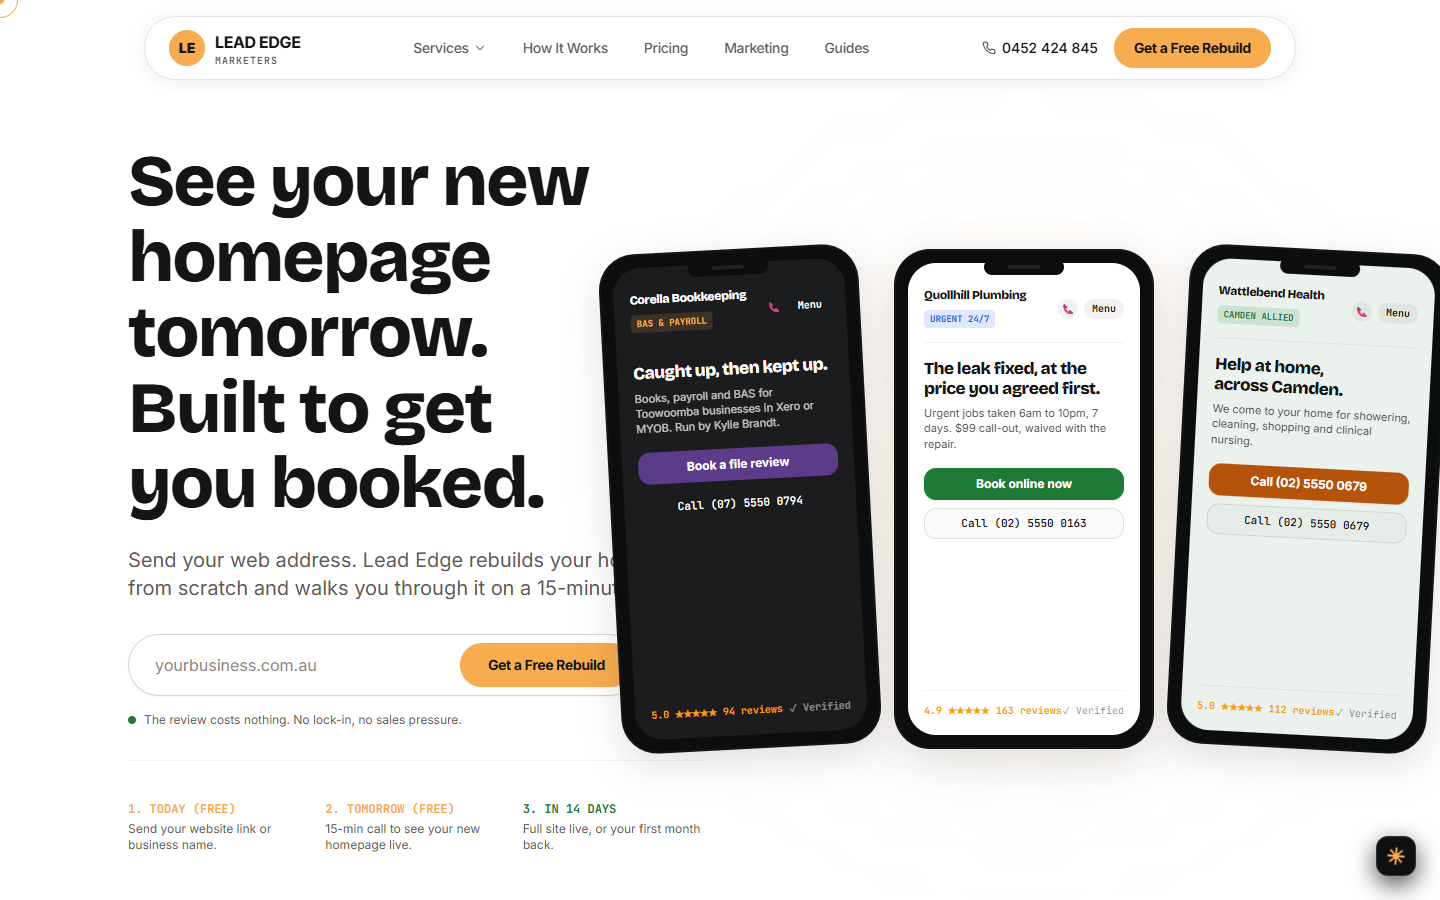 LE
LEAD EDGE
MARKETERS
Services
How It Works
Pricing
Marketing
Guides
0452 424 845
Get a Free Rebuild
See your new
homepage
tomorrow.
Built to get
you booked.
Send your web address. Lead Edge rebuilds your
from scratch and walks you through it on a
yourbusiness.com.au
Get a Free Rebuild
The review costs nothing. No lock-in, no sales pressure.
1. TODAY (FREE)
Send your website link or
business name.
2. TOMORROW (FREE)
15-min call to see your new
homepage live.
3. IN 14 DAYS
Full site live, or your first month
back.
Corella Bookkeeping
Menu
BAS & PAYROLL
Caught up, then kept up.
Books, payroll and BAS for
Toowoomba businesses in Xero or
MYOB. Run by Kylie Brandt.
Book a file review
Call (07) 5550 0794
5.0 ★★★★★ 94 reviews ✓ Verified
Quollhill Plumbing
Menu
URGENT 24/7
The leak fixed, at the
price you agreed first.
Urgent jobs taken 6am to 10pm, 7
days. $99 call-out, waived with the
repair.
Book online now
Call (02) 5550 0163
4.9 ★★★★★ 163 reviews ✓ Verified
Wattlebend Health
Menu
CAMDEN ALLIED
Help at home,
across Camden.
We come to your home for showering,
cleaning, shopping and clinical
nursing.
Call (02) 5550 0679
Call (02) 5550 0679
5.0 ★★★★★ 112 reviews ✓ Verified